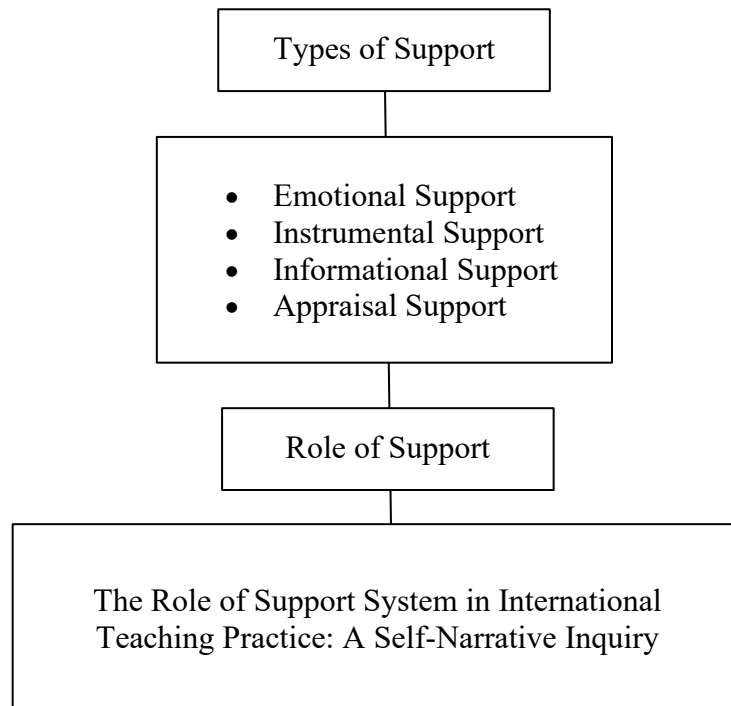 Types of Support
• Emotional Support
• Instrumental Support
• Informational Support
• Appraisal Support
Role of Support
The Role of Support System in International
Teaching Practice: A Self-Narrative Inquiry